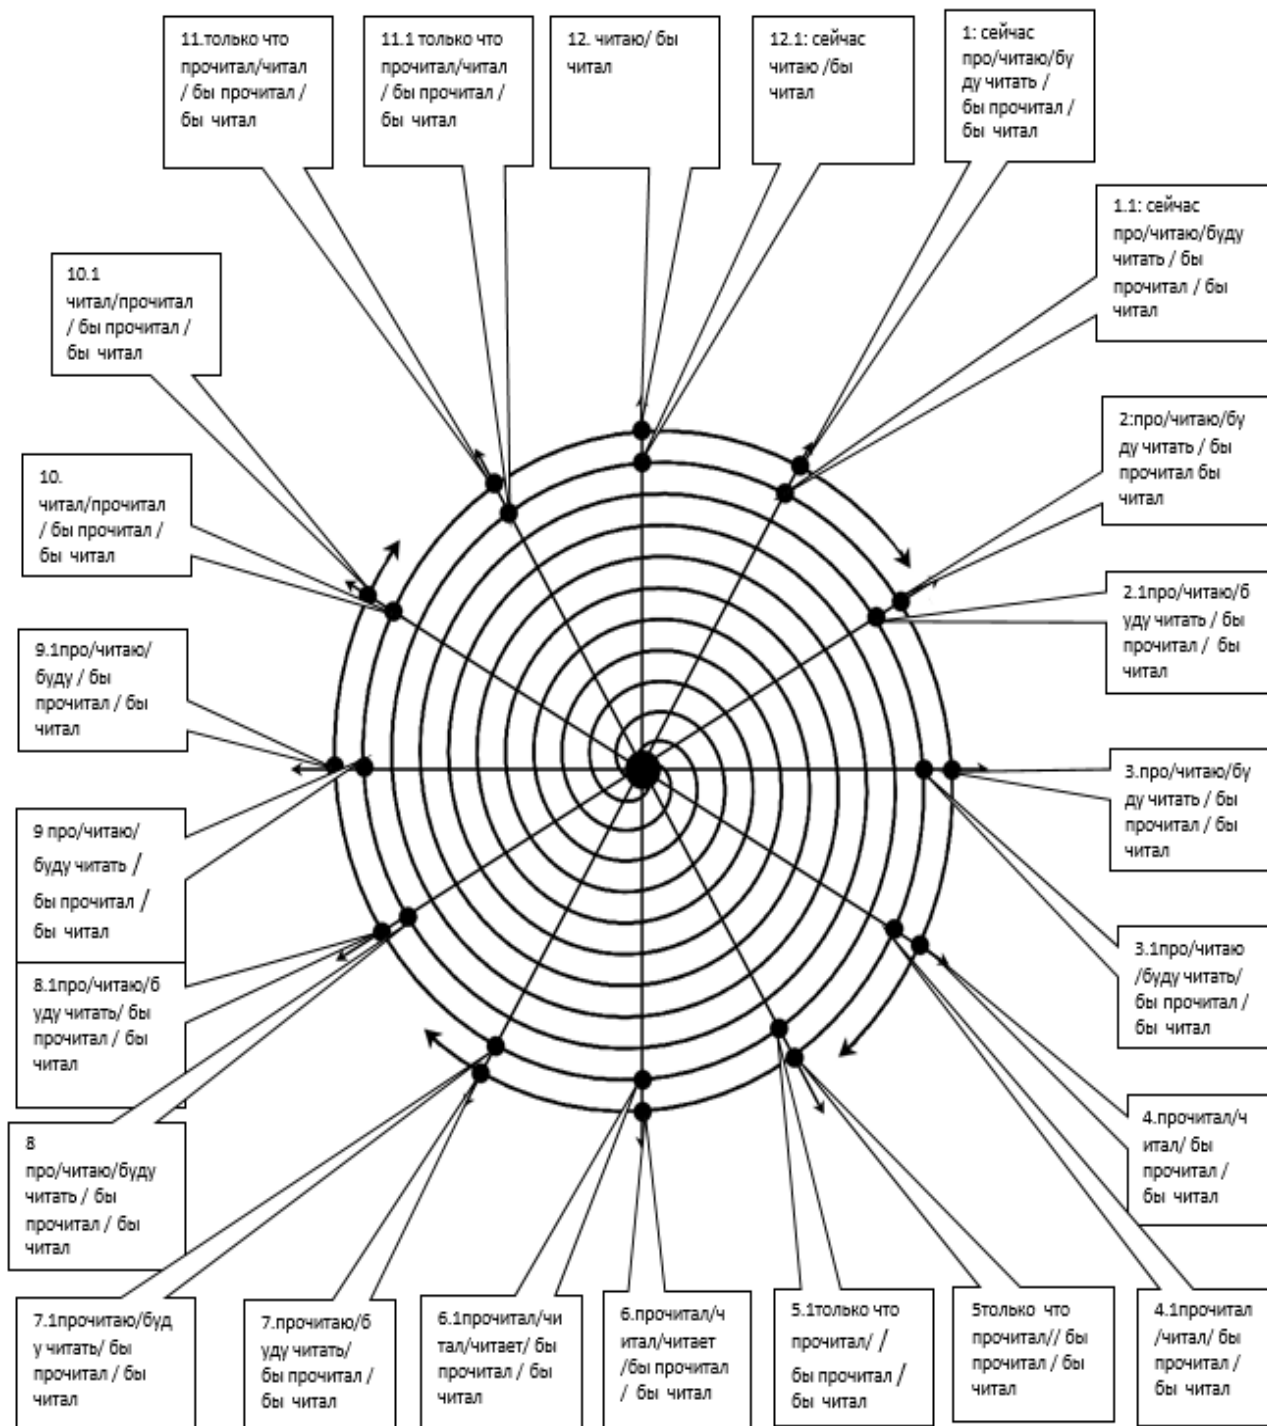 11.только что
прочитал/читал
/ бы прочитал /
бы читал
11.1 только что
прочитал/читал
/ бы прочитал /
бы читал
12. читаю/ бы
читал
12.1: сейчас
читаю /бы
читал
1: сейчас
про/читаю/бу
ду читать /
бы прочитал /
бы читал
1.1: сейчас
про/читаю/буду
читать / бы
прочитал / бы
читал
2:про/читаю/бу
ду читать / бы
прочитал бы
читал
2.1про/читаю/б
уду читать / бы
прочитал / бы
читал
3.про/читаю/бу
ду читать / бы
прочитал / бы
читал
3.1про/читаю
/буду читать/
бы прочитал /
бы читал
4.прочитал/ч
итал/ бы
прочитал /
бы читал
4.1прочитал
/читал/ бы
прочитал /
бы читал
5только что
прочитал// бы
прочитал / бы
читал
5.1только что
прочитал/ /
бы прочитал /
бы читал
6.прочитал/ч
итал/читает
/бы прочитал
/ бы читал
6.1прочитал/чи
тал/читает/ бы
прочитал / бы
читал
7.прочитаю/б
уду читать/
бы прочитал /
бы читал
7.1прочитаю/буд
у читать/ бы
прочитал / бы
читал
8
про/читаю/буду
читать / бы
прочитал / бы
читал
8.1про/читаю/б
уду читать/ бы
прочитал / бы
читал
9 про/читаю/
буду читать /
бы прочитал /
бы читал
9.1про/читаю/
буду / бы
прочитал / бы
читал
10.
читал/прочитал
/ бы прочитал /
бы читал
10.1
читал/прочитал
/ бы прочитал /
бы читал